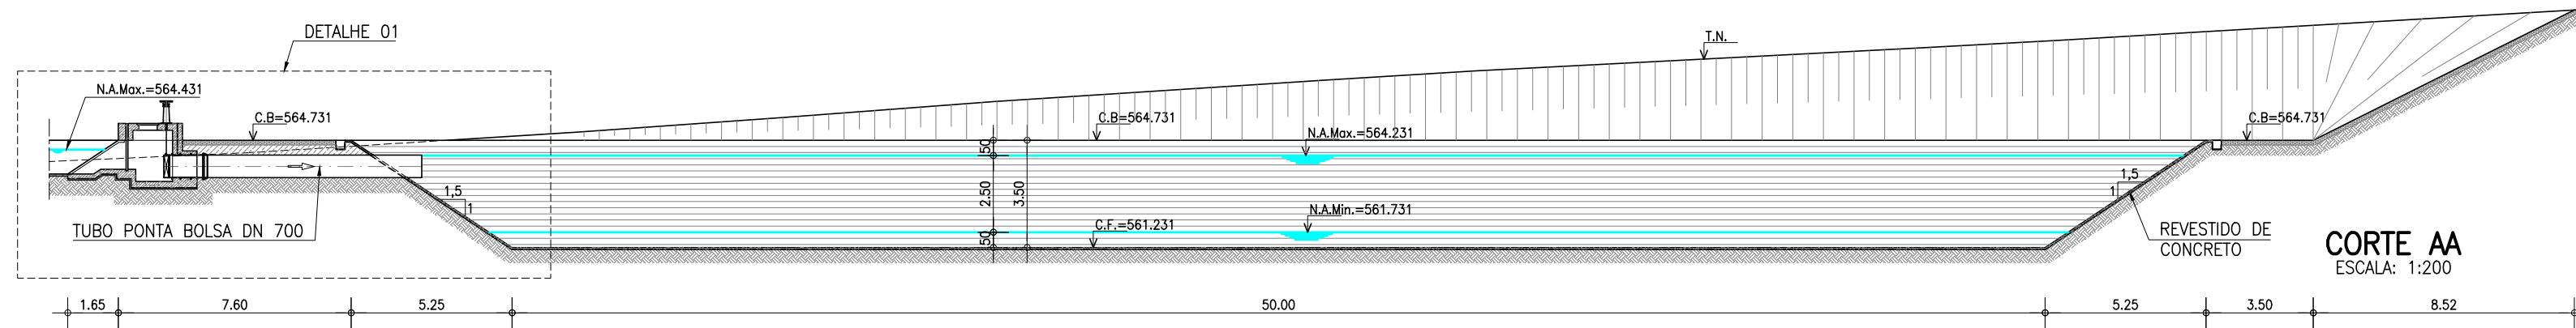 DETALHE 01
T.N.
N.A.Max.=564.431
C.B=564.731
C.B=564.731
C.B=564.731
N.A.Max.=564.231
.50
2.50
3.50
1,5
1
1,5
1
N.A.Min.=561.731
C.F.=561.231
.50
TUBO PONTA BOLSA DN 700
REVESTIDO DE
CONCRETO
CORTE AA
ESCALA: 1:200
1.65
7.60
5.25
50.00
5.25
3.50
8.52